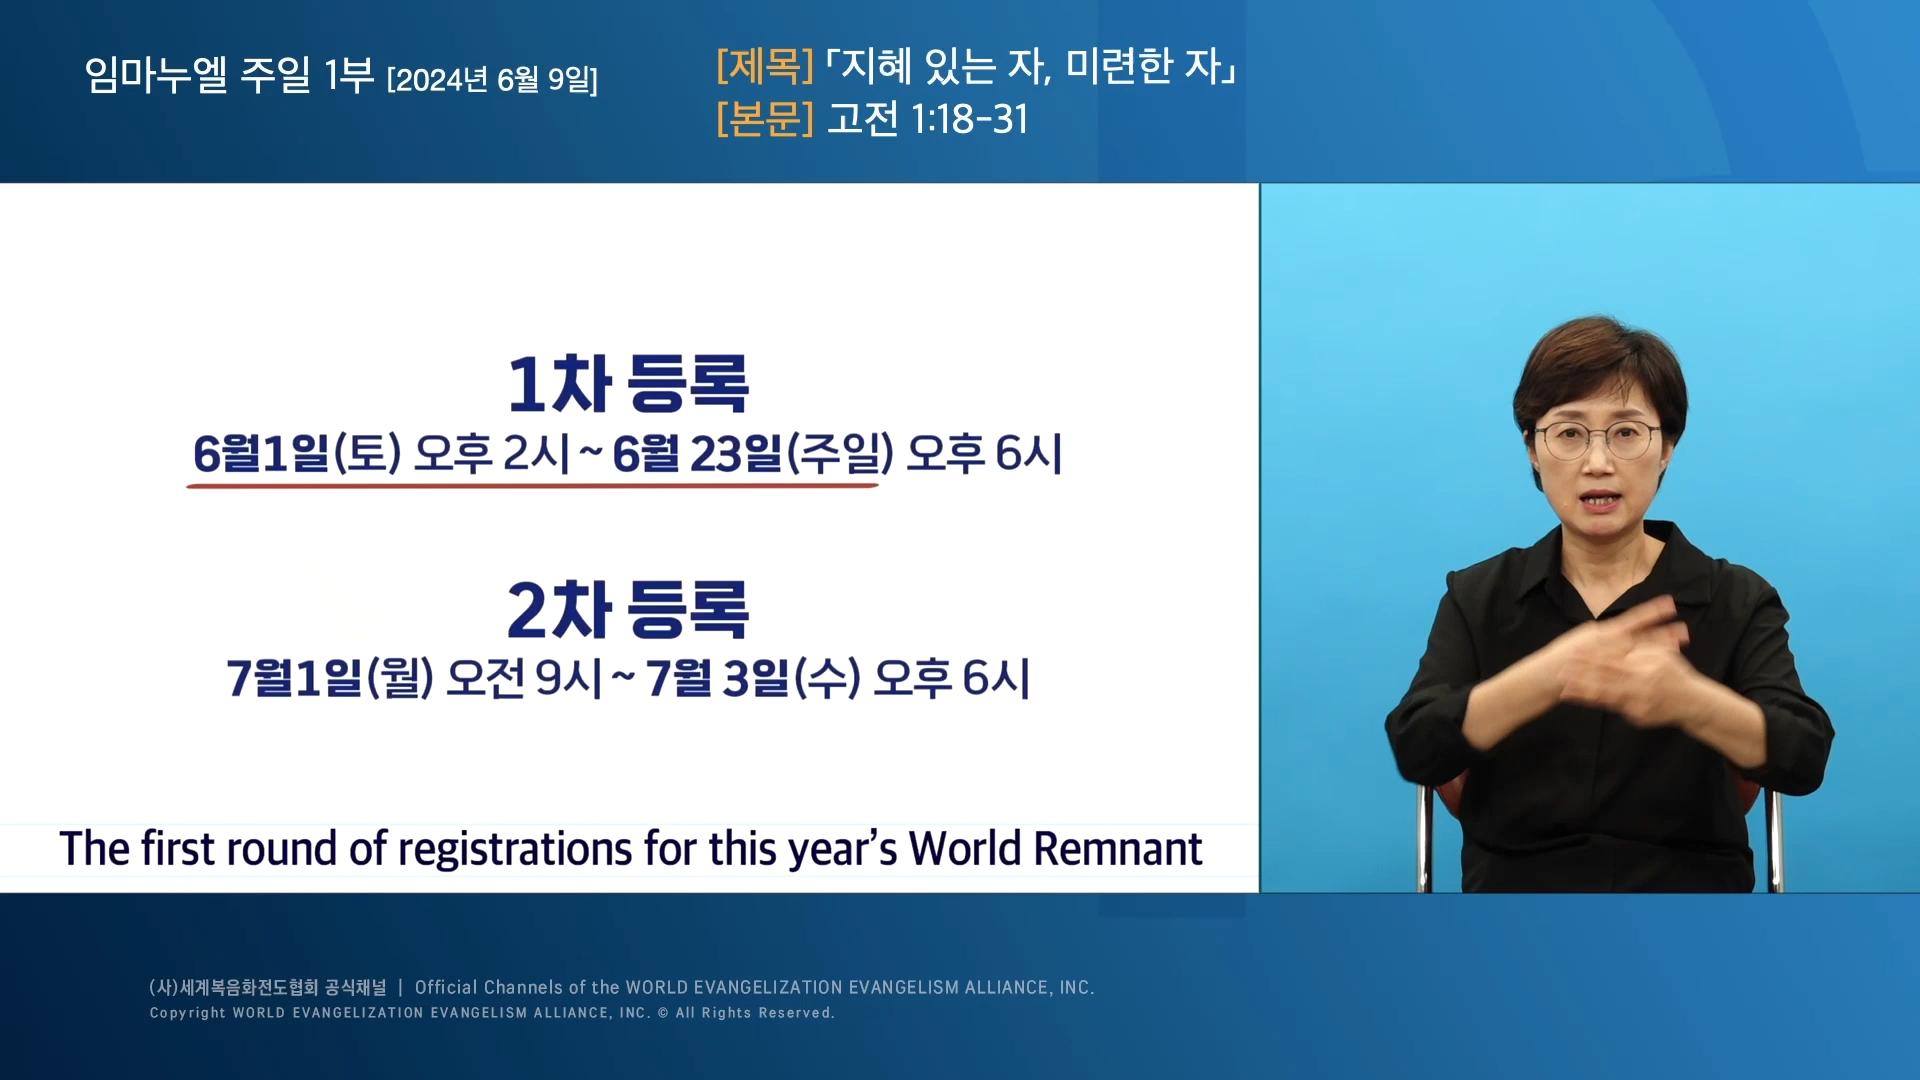 임마누엘 주일 1부 [2024년 6월 9일]
[제목] 「지혜 있는 자, 미련한 자」
[본문] 고전 1:18-31
1차 등록
6월1일(토) 오후 2시 ~ 6월 23일(주일) 오후 6시
2차 등록
7월1일(월) 오전 9시 ~ 7월 3일(수) 오후 6시
The first round of registrations for this year’s World Remnant
(사)세계복음화전도협회 공식채널 | Official Channels of the WORLD EVANGELIZATION EVANGELISM ALLIANCE, INC.
Copyright WORLD EVANGELIZATION EVANGELISM ALLIANCE, INC. © All Rights Reserved.